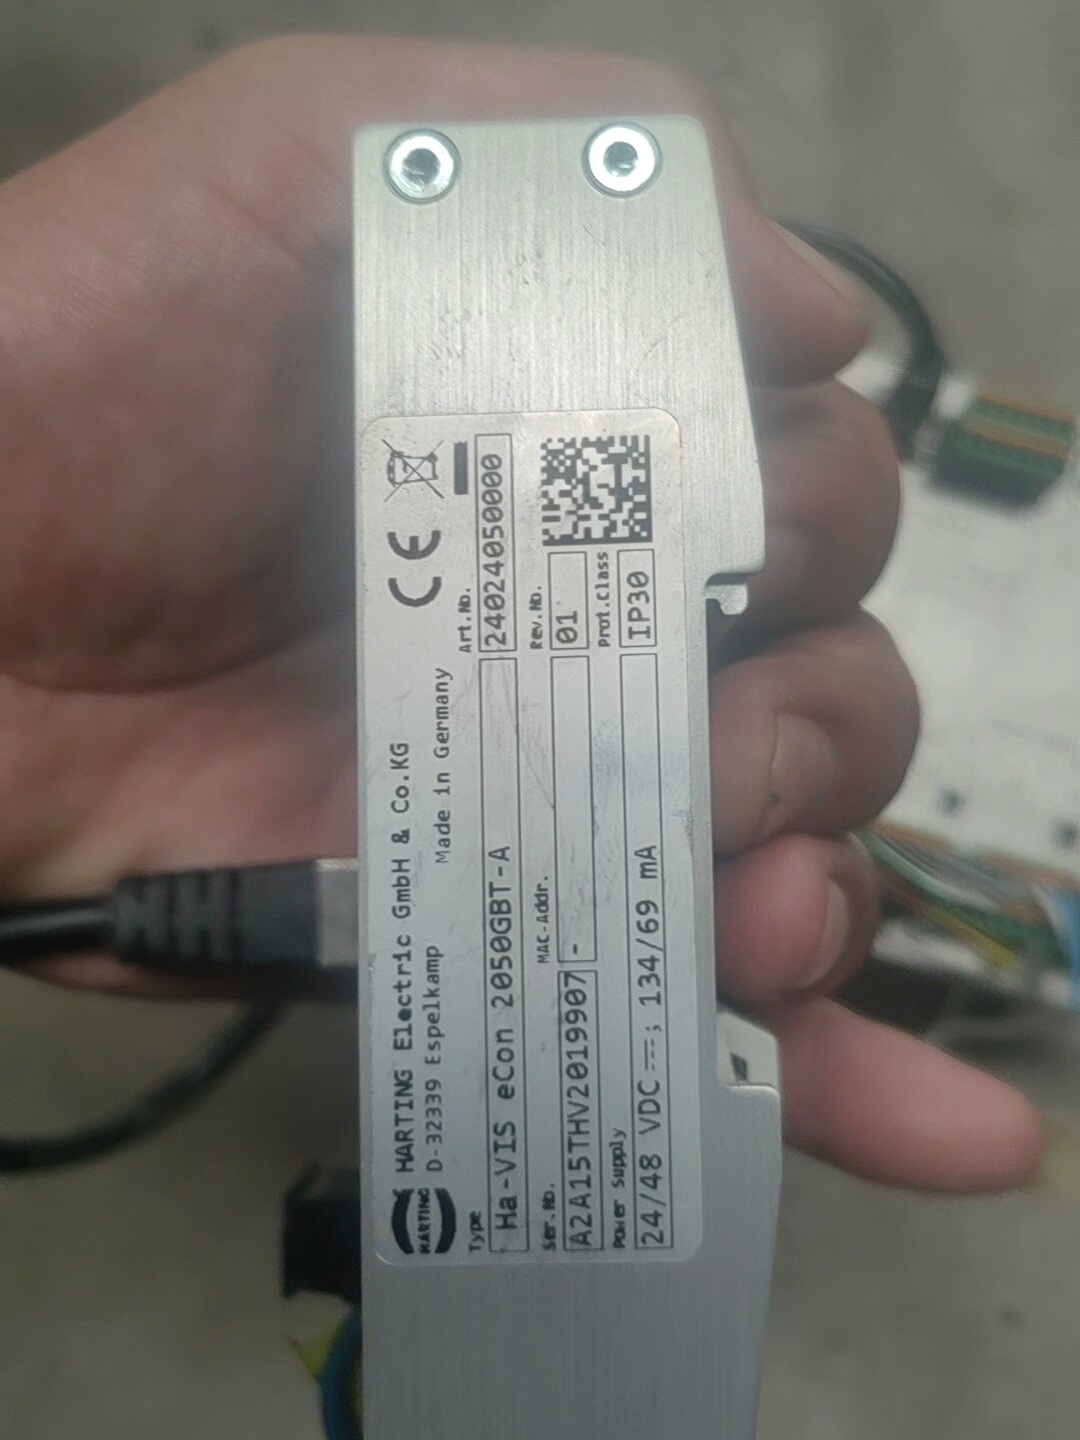 HARTING
HARTING Electric GmbH & Co.KG
D-32339 Espelkamp
Made in Germany
CE
Type
Ha-VIS eCon 2050GBT-A
Art.No.
24024050000
Ser.No.
A2A15THV2019907
MAC-Addr.
-
Rev.No.
01
Power Supply
24/48 VDC ⎓; 134/69 mA
Prot.Class
IP30